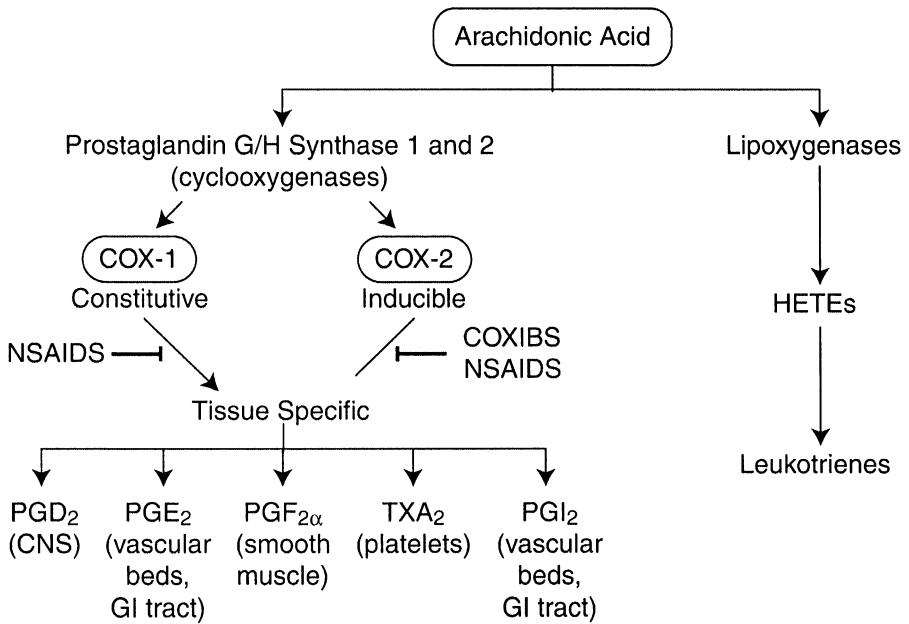 Arachidonic Acid
Prostaglandin G/H Synthase 1 and 2
(cyclooxygenases)
Lipoxygenases
COX-1
Constitutive
COX-2
Inducible
HETEs
NSAIDS
COXIBS
NSAIDS
Tissue Specific
Leukotrienes
PGD₂
(CNS)
PGE₂
(vascular
beds,
GI tract)
PGF₂α
(smooth
muscle)
TXA₂
(platelets)
PGI₂
(vascular
beds,
GI tract)